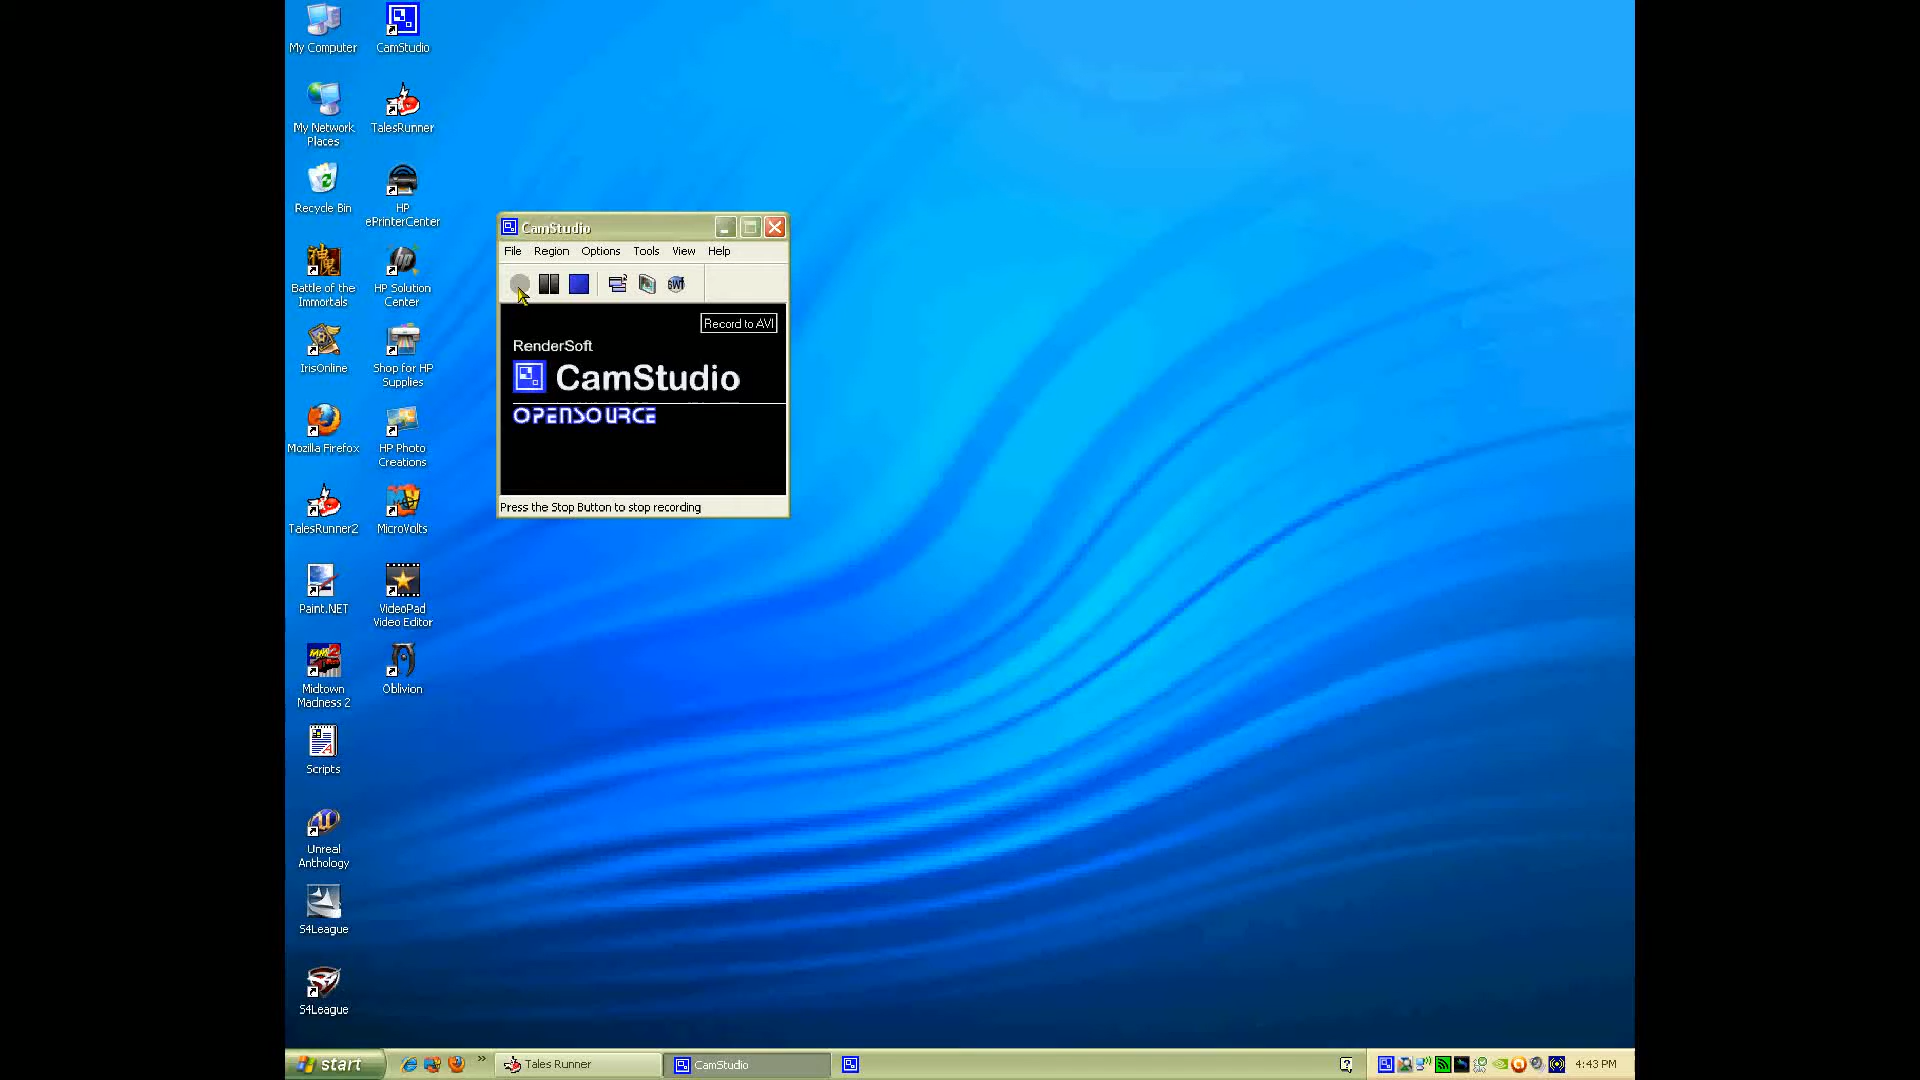 My Computer
CamStudio
My Network
Places
TalesRunner
Recycle Bin
HP
ePrinterCenter
Battle of the
Immortals
HP Solution
Center
IrisOnline
Shop for HP
Supplies
Mozilla Firefox
HP Photo
Creations
TalesRunner2
MicroVolts
Paint.NET
VideoPad
Video Editor
Midtown
Madness 2
Oblivion
Scripts
Unreal
Anthology
S4League
S4League
CamStudio
File Region Options Tools View Help
SWF
Record to AVI
RenderSoft
CamStudio
OPENSOURCE
Press the Stop Button to stop recording
start
Tales Runner
CamStudio
4:43 PM